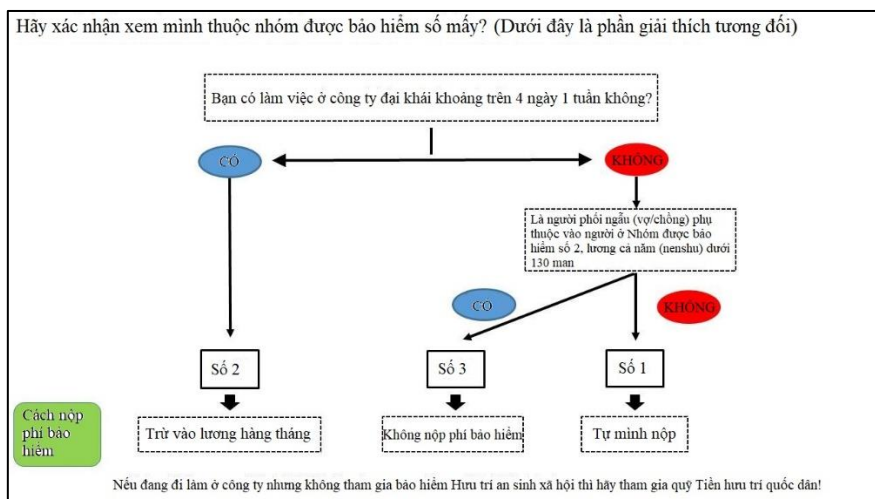 Hãy xác nhận xem mình thuộc nhóm được bảo hiểm số mấy? (Dưới đây là phần giải thích tương đối)
Bạn có làm việc ở công ty đại khái khoảng trên 4 ngày 1 tuần không?
CÓ
KHÔNG
Là người phối ngẫu (vợ/chồng) phụ
thuộc vào người ở Nhóm được bảo
hiểm số 2, lương cả năm (nenshu) dưới
130 man
CÓ
KHÔNG
Số 2
Số 3
Số 1
Cách nộp
phí bảo
hiểm
Trừ vào lương hàng tháng
Không nộp phí bảo hiểm
Tự mình nộp
Nếu đang đi làm ở công ty nhưng không tham gia bảo hiểm Hưu trí an sinh xã hội thì hãy tham gia quỹ Tiền hưu trí quốc dân!